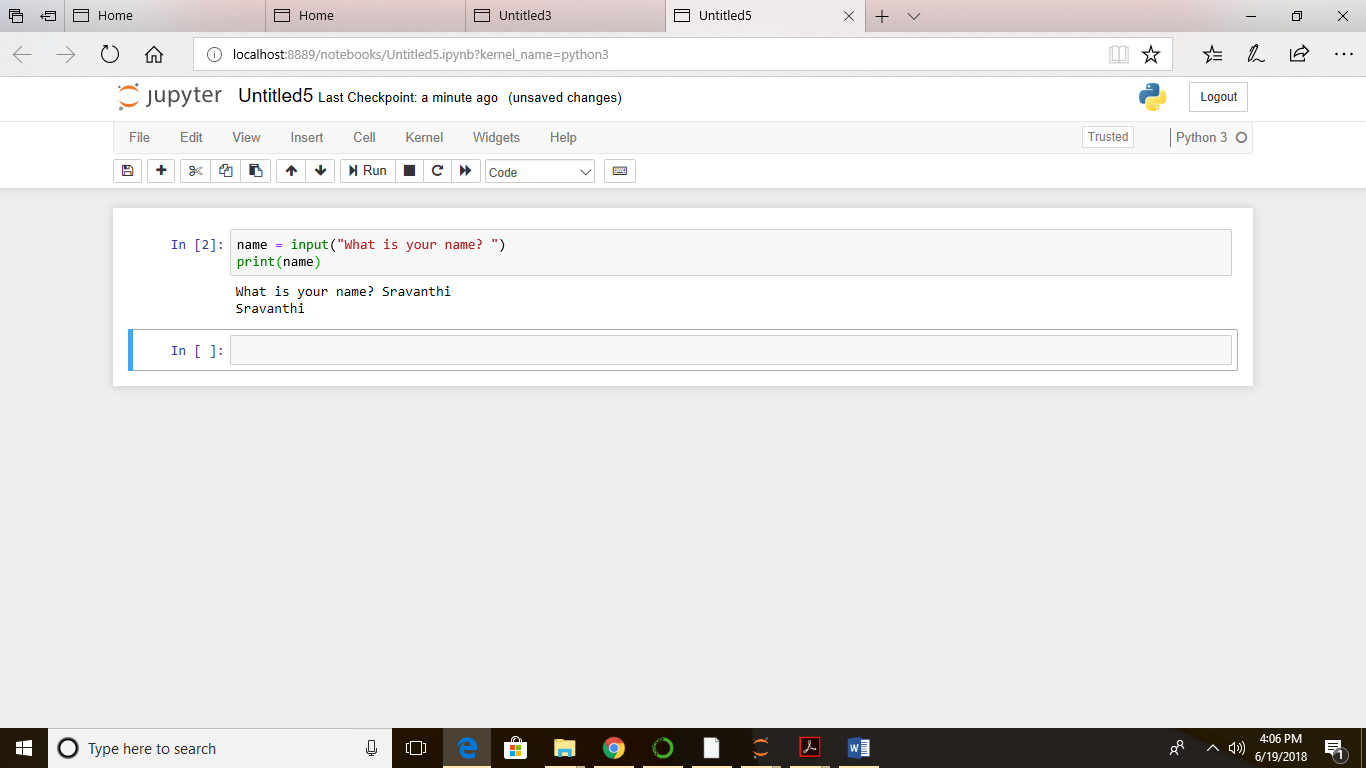 Home
Home
Untitled3
Untitled5
localhost:8889/notebooks/Untitled5.ipynb?kernel_name=python3
jupyter Untitled5 Last Checkpoint: a minute ago (unsaved changes)
Logout
File Edit View Insert Cell Kernel Widgets Help
Trusted
Python 3
Run
Code
In [2]: name = input("What is your name? ")
print(name)
What is your name? Sravanthi
Sravanthi
In [ ]:
Type here to search
4:06 PM
6/19/2018
1